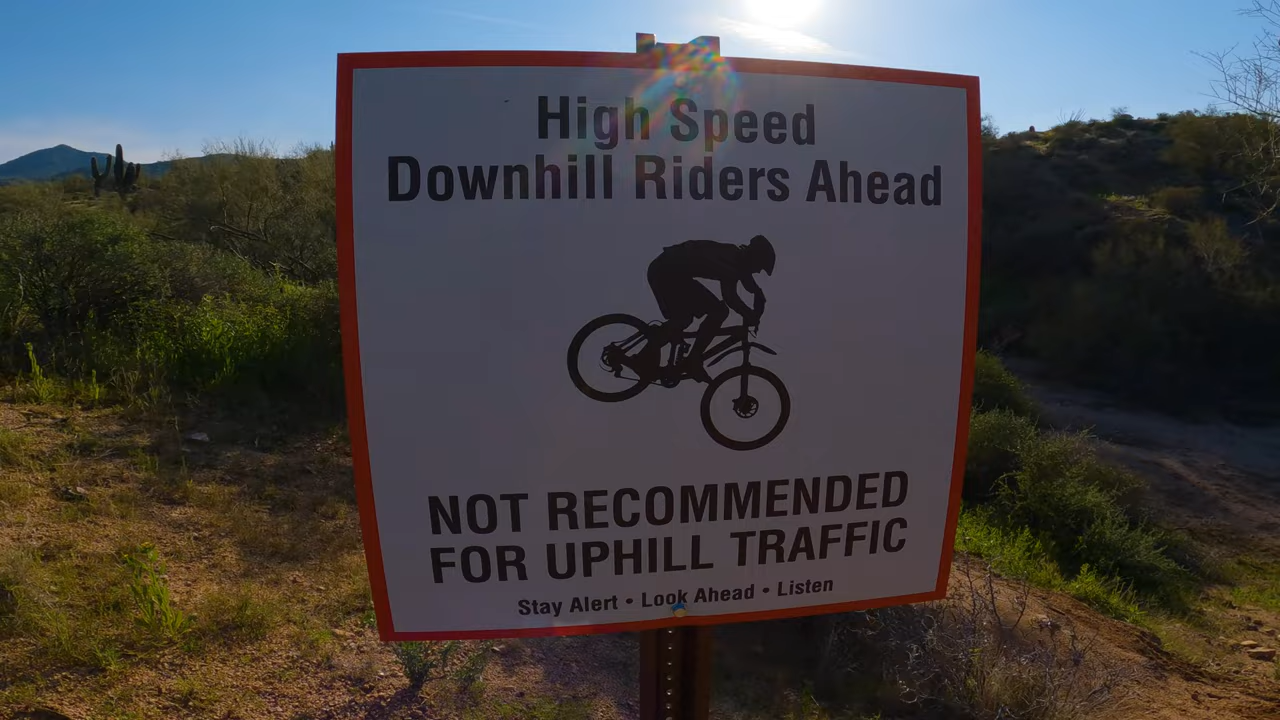 High Speed
Downhill Riders Ahead
NOT RECOMMENDED
FOR UPHILL TRAFFIC
Stay Alert • Look Ahead • Listen